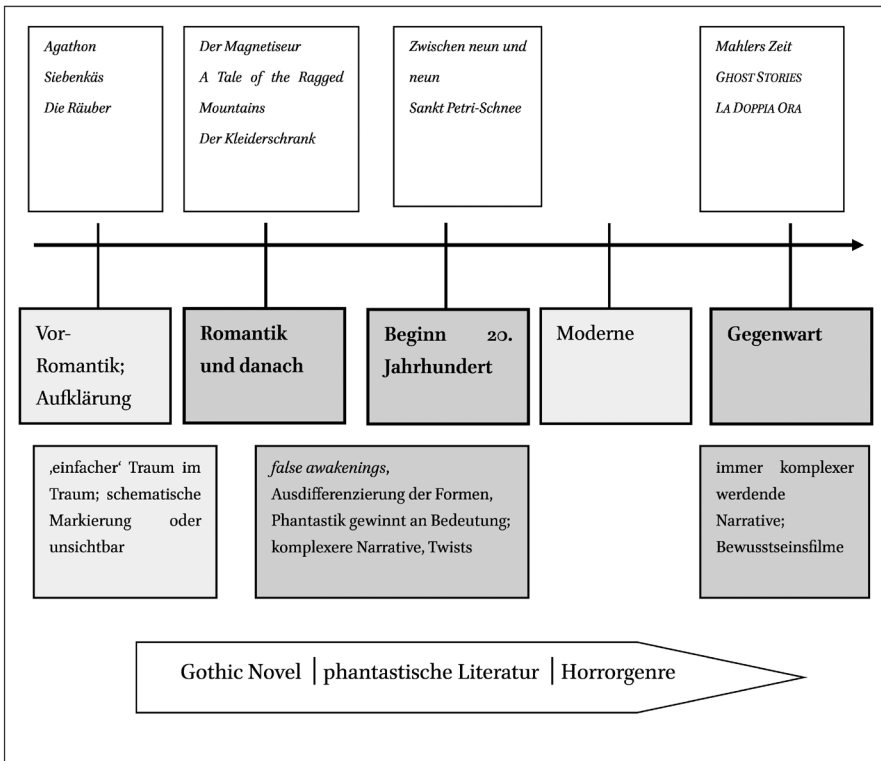 Agathon
Siebenkäs
Die Räuber
Der Magnetiseur
A Tale of the Ragged
Mountains
Der Kleiderschrank
Zwischen neun und
neun
Sankt Petri-Schnee
Mahlers Zeit
GHOST STORIES
LA DOPPIA ORA
Vor-
Romantik;
Aufklärung
Romantik
und danach
Beginn 20.
Jahrhundert
Moderne
Gegenwart
‚einfacher‘ Traum im
Traum; schematische
Markierung oder
unsichtbar
false awakenings,
Ausdifferenzierung der Formen,
Phantastik gewinnt an Bedeutung;
komplexere Narrative, Twists
immer komplexer
werdende
Narrative;
Bewusstseinsfilme
Gothic Novel | phantastische Literatur | Horrorgenre